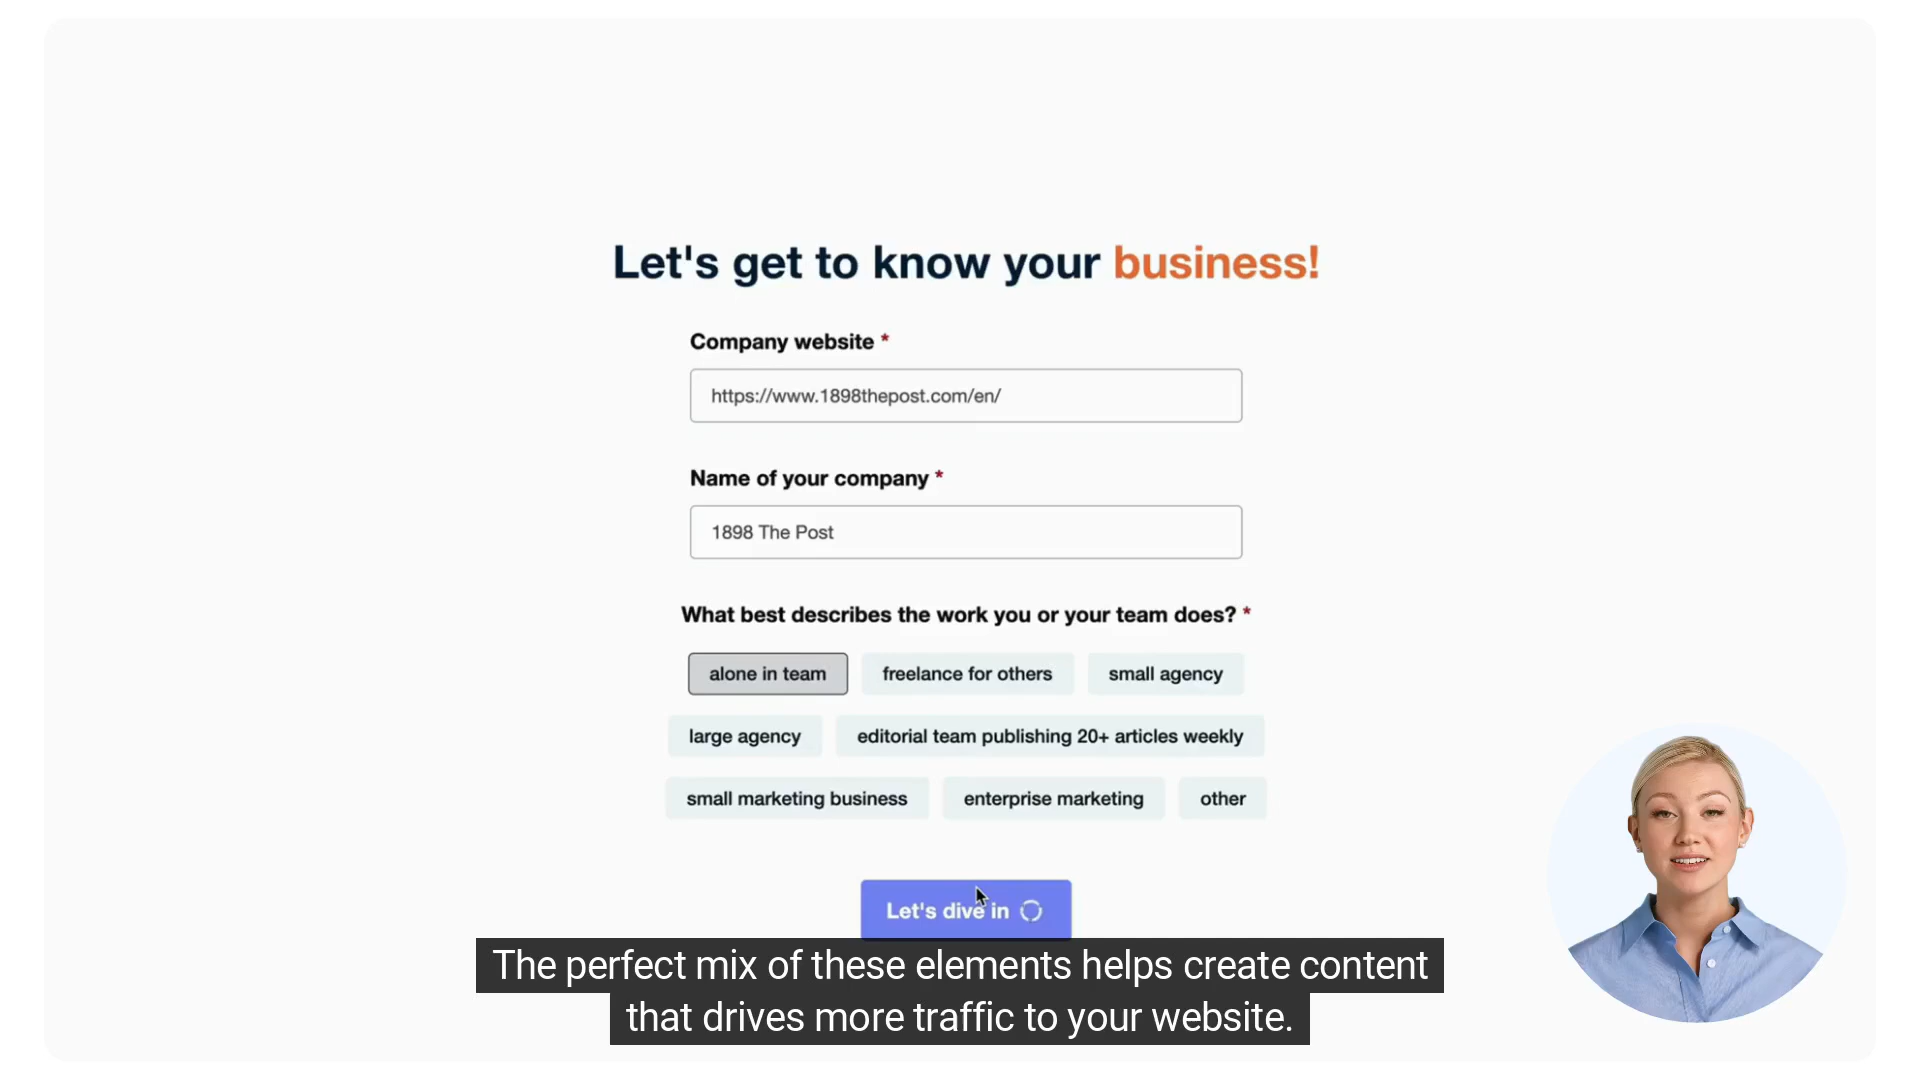 Let's get to know your business!
Company website *
https://www.1898thepost.com/en/
Name of your company *
1898 The Post
What best describes the work you or your team does? *
alone in team
freelance for others
small agency
large agency
editorial team publishing 20+ articles weekly
small marketing business
enterprise marketing
other
Let's dive in
The perfect mix of these elements helps create content
that drives more traffic to your website.